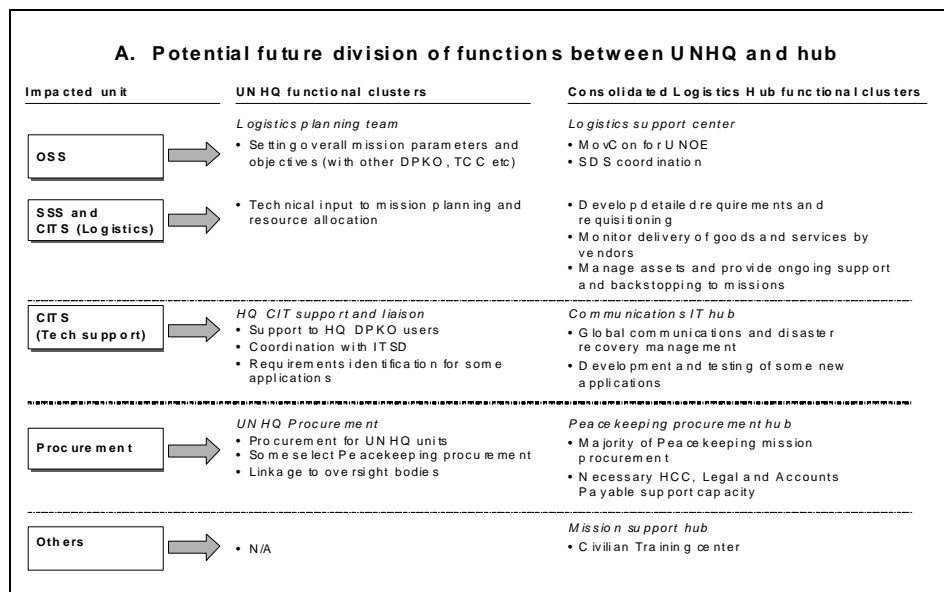 A. Potential future division of functions between UNHQ and hub
Impacted unit
UNHQ functional clusters
Consolidated Logistics Hub functional clusters
OSS
Logistics planning team
• Setting overall mission parameters and
objectives (with other DPKO, TCC etc)
Logistics support center
• MovCon for UNOE
• SDS coordination
SSS and
CITS (Logistics)
• Technical input to mission planning and
resource allocation
• Develop detailed requirements and
requisitioning
• Monitor delivery of goods and services by
vendors
• Manage assets and provide ongoing support
and backstopping to missions
CITS
(Tech support)
HQ CIT support and liaison
• Support to HQ DPKO users
• Coordination with ITSD
• Requirements identification for some
applications
Communications IT hub
• Global communications and disaster
recovery management
• Development and testing of some new
applications
Procurement
UNHQ Procurement
• Procurement for UNHQ units
• Some select Peacekeeping procurement
• Linkage to oversight bodies
Peacekeeping procurement hub
• Majority of Peacekeeping mission
procurement
• Necessary HCC, Legal and Accounts
Payable support capacity
Others
• N/A
Mission support hub
• Civilian Training center